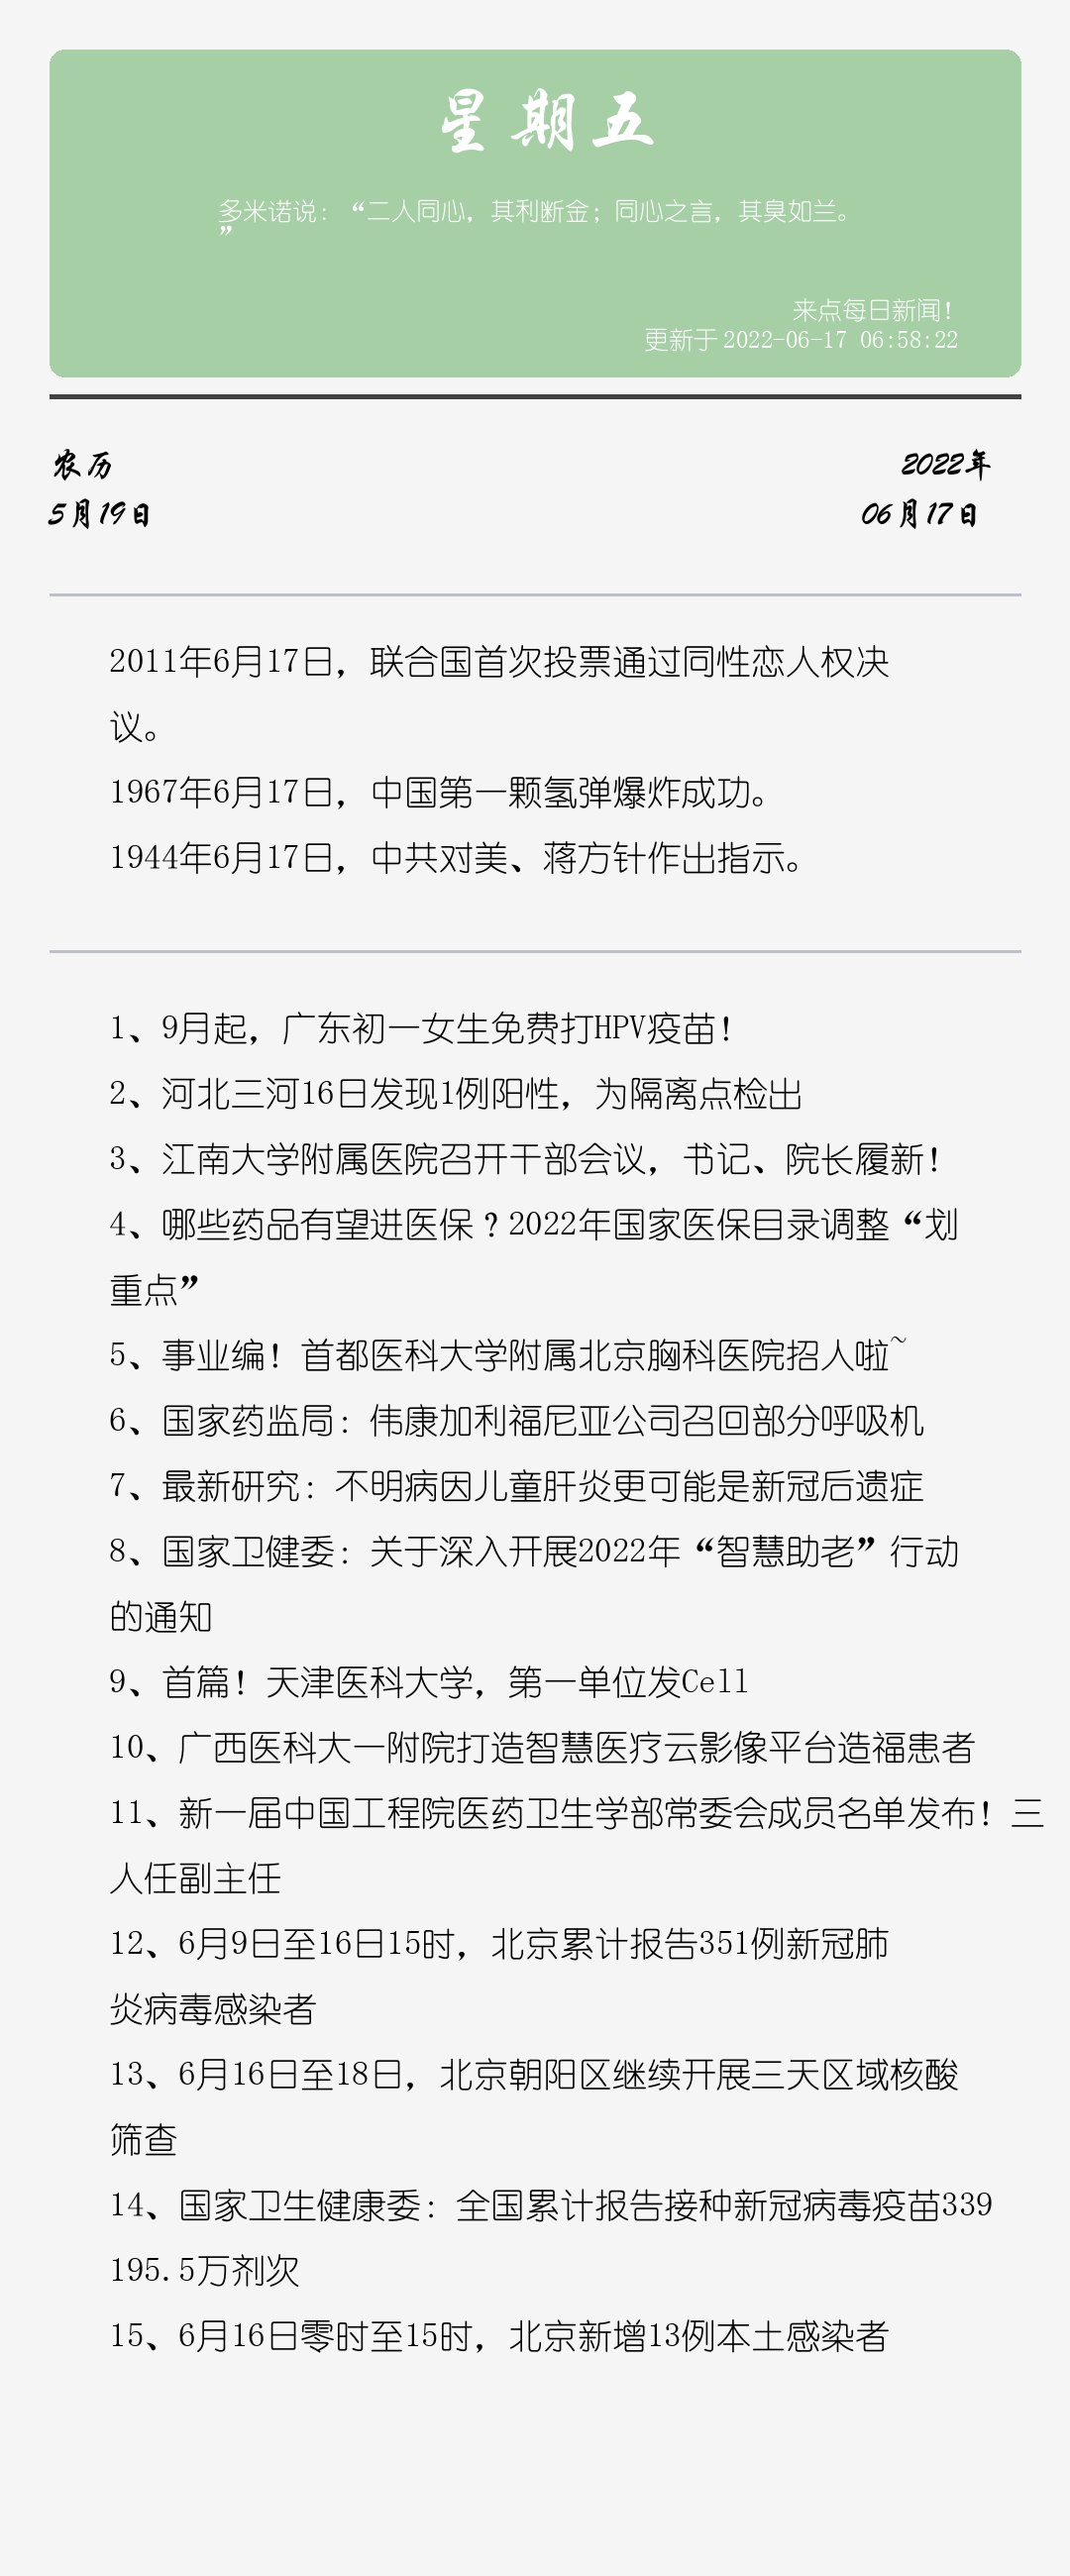 星期五
多米诺说：“二人同心，其利断金；同心之言，其臭如兰。
”
来点每日新闻！
更新于 2022-06-17 06:58:22
农历
5月19日
2022年
06月17日
2011年6月17日，联合国首次投票通过同性恋人权决
议。
1967年6月17日，中国第一颗氢弹爆炸成功。
1944年6月17日，中共对美、蒋方针作出指示。
1、9月起，广东初一女生免费打HPV疫苗！
2、河北三河16日发现1例阳性，为隔离点检出
3、江南大学附属医院召开干部会议，书记、院长履新！
4、哪些药品有望进医保？2022年国家医保目录调整“划
重点”
5、事业编！首都医科大学附属北京胸科医院招人啦~
6、国家药监局：伟康加利福尼亚公司召回部分呼吸机
7、最新研究：不明病因儿童肝炎更可能是新冠后遗症
8、国家卫健委：关于深入开展2022年“智慧助老”行动
的通知
9、首篇！天津医科大学，第一单位发Cell
10、广西医科大一附院打造智慧医疗云影像平台造福患者
11、新一届中国工程院医药卫生学部常委会成员名单发布！三
人任副主任
12、6月9日至16日15时，北京累计报告351例新冠肺
炎病毒感染者
13、6月16日至18日，北京朝阳区继续开展三天区域核酸
筛查
14、国家卫生健康委：全国累计报告接种新冠病毒疫苗339
195.5万剂次
15、6月16日零时至15时，北京新增13例本土感染者